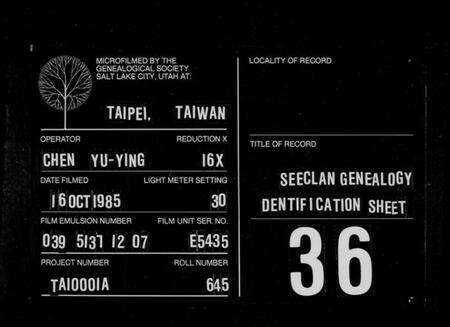 MICROFILMED BY THE
GENEALOGICAL SOCIETY
SALT LAKE CITY, UTAH AT:
TAIPEI, TAIWAN
OPERATOR REDUCTION X
CHEN YU-YING 16X
DATE FILMED LIGHT METER SETTING
16 OCT 1985 30
FILM EMULSION NUMBER FILM UNIT SER. NO.
039 5137 12 07 E5435
PROJECT NUMBER ROLL NUMBER
TAI0001A 645
LOCALITY OF RECORD
TITLE OF RECORD
SEECLAN GENEALOGY
DENTIFICATION SHEET
36